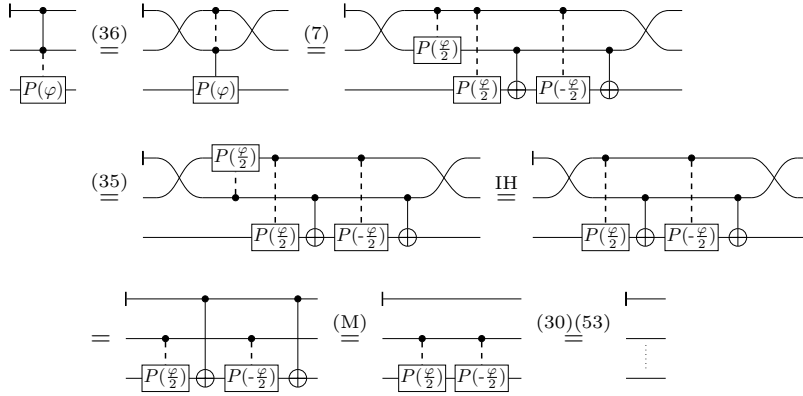 (36) (7)
= =
P(φ/2)
P(φ) P(φ) P(φ/2) P(-φ/2)
P(φ/2)
(35) IH
= =
P(φ/2) P(-φ/2) P(φ/2) P(-φ/2)
(M) (30)(53)
= = =
P(φ/2) P(-φ/2) P(φ/2) P(-φ/2)